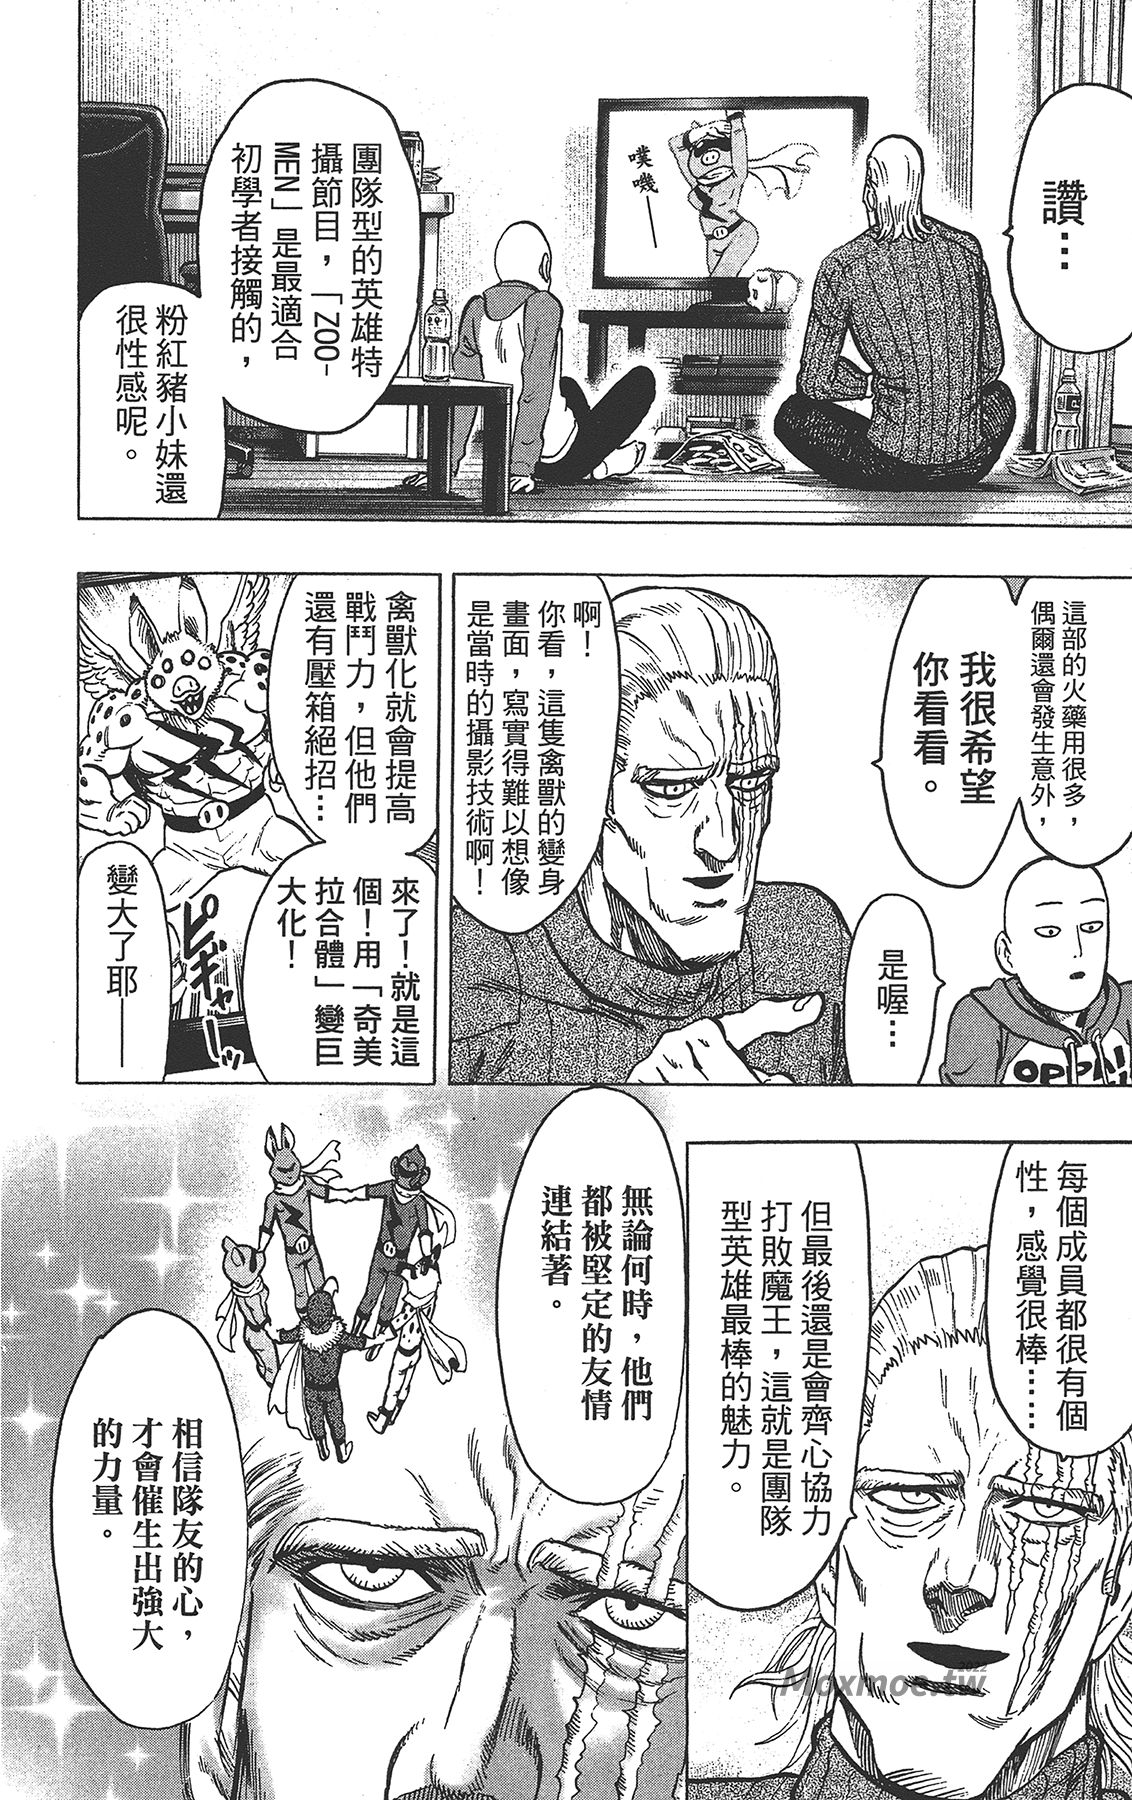 讚…
噗嘰——
團隊型的英雄特
攝節目，「ZOO-
MEN」是最適合
初學者接觸的，
粉紅豬小妹還
很性感呢。
這部的火藥用很多，
偶爾還會發生意外，
我很希望
你看看。
是喔…
OPPA!!
啊！
你看，這隻禽獸的變身
畫面，寫實得難以想像
是當時的攝影技術啊！
禽獸化就會提高
戰鬥力，但他們
還有壓箱絕招…
來了！就是這
個！用「奇美
拉合體」變巨
大化！
ピギャーッ
變大了耶——
每個成員都很有個
性，感覺很棒……
但最後還是會齊心協力
打敗魔王，這就是團隊
型英雄最棒的魅力。
無論何時，他們
都被堅定的友情
連結著。
相信隊友的心，
才會催生出強大
的力量。
2022
Moxmoe.tw